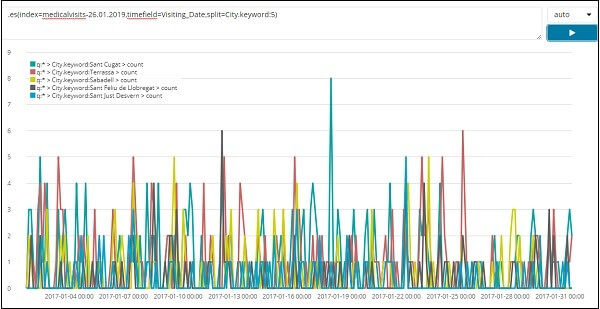 .es(index=medicalvisits-26.01.2019,timefield=Visiting_Date,split=City.keyword:5)
auto
9
8
7
6
5
4
3
2
1
0
q:* > City.keyword:Sant Cugat > count
q:* > City.keyword:Terrassa > count
q:* > City.keyword:Sabadell > count
q:* > City.keyword:Sant Feliu de Llobregat > count
q:* > City.keyword:Sant Just Desvern > count
2017-01-04 00:00
2017-01-07 00:00
2017-01-10 00:00
2017-01-13 00:00
2017-01-16 00:00
2017-01-19 00:00
2017-01-22 00:00
2017-01-25 00:00
2017-01-28 00:00
2017-01-31 00:00